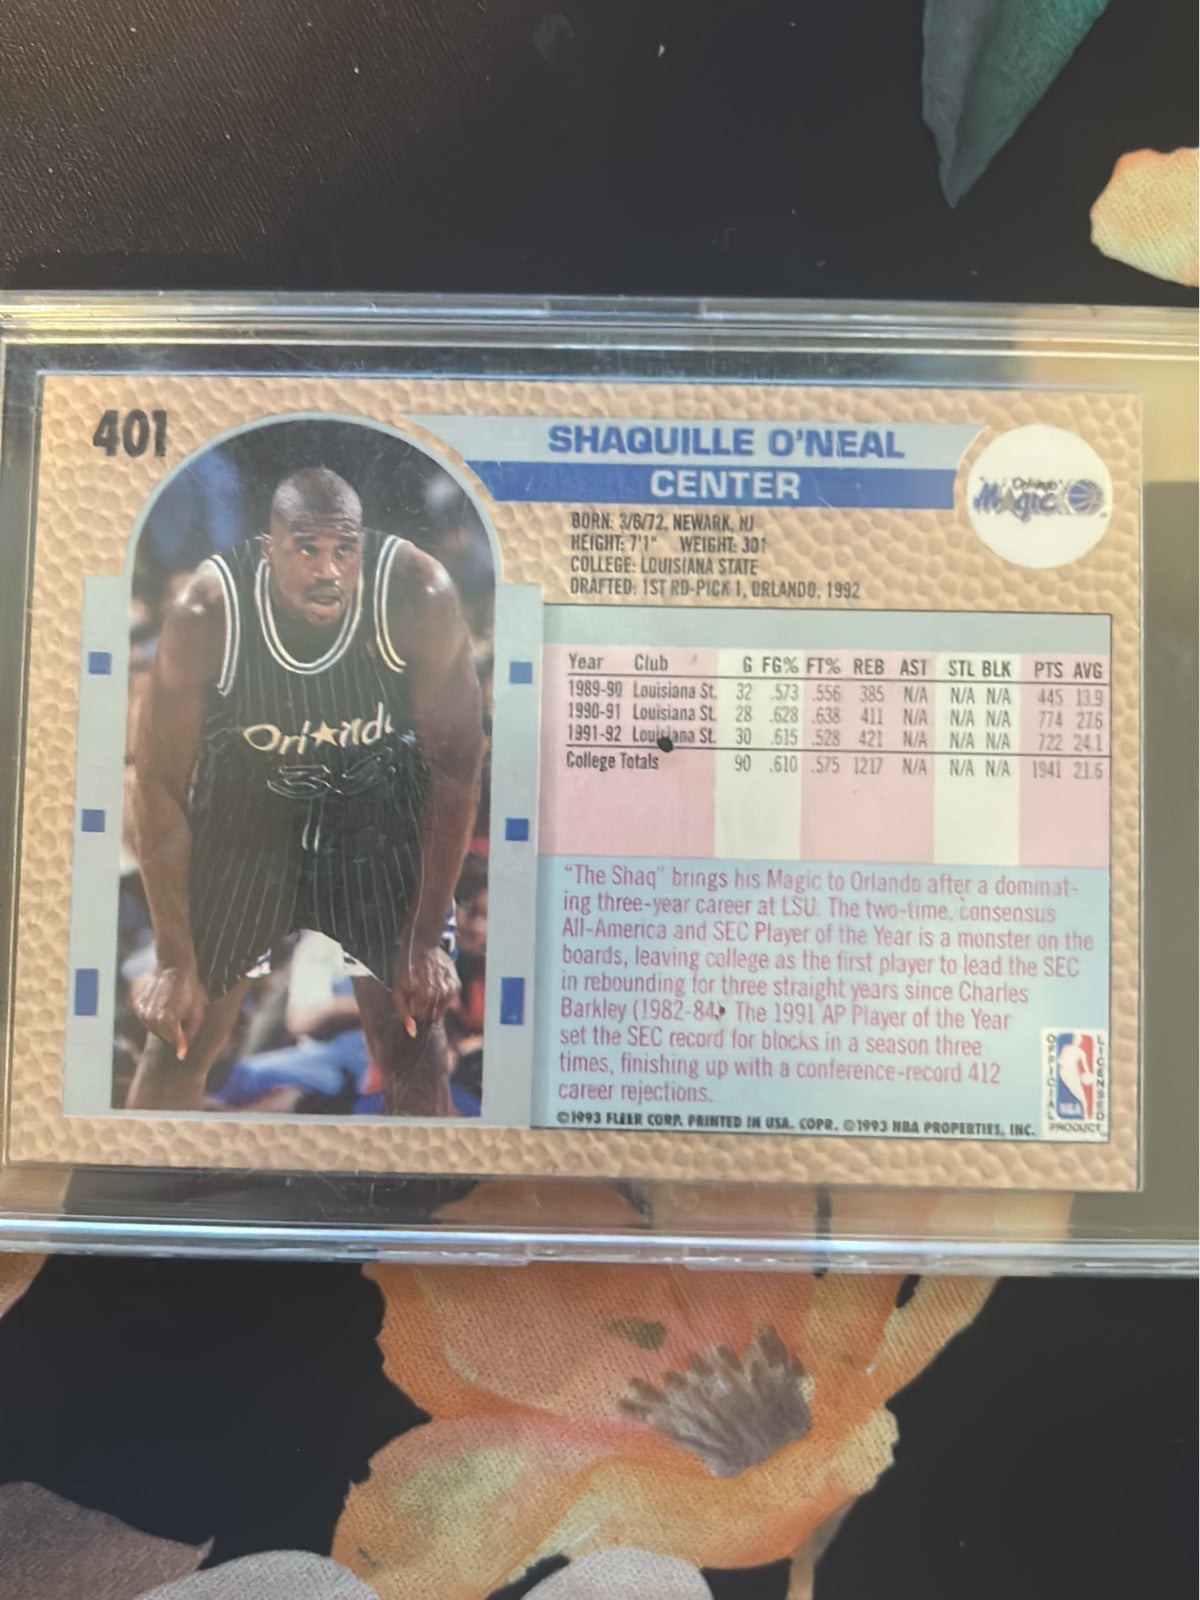 401
SHAQUILLE O'NEAL
CENTER
Orlando Magic
BORN: 3/6/72, NEWARK, NJ
HEIGHT: 7'1" WEIGHT: 301
COLLEGE: LOUISIANA STATE
DRAFTED: 1ST RD-PICK 1, ORLANDO, 1992
Orlando
32
Year Club G FG% FT% REB AST STL BLK PTS AVG
1989-90 Louisiana St. 32 .573 .556 385 N/A N/A N/A 445 13.9
1990-91 Louisiana St. 28 .628 .638 411 N/A N/A N/A 774 27.6
1991-92 Louisiana St. 30 .615 .528 421 N/A N/A N/A 722 24.1
College Totals 90 .610 .575 1217 N/A N/A N/A 1941 21.6
"The Shaq" brings his Magic to Orlando after a dominat-
ing three-year career at LSU. The two-time, consensus
All-America and SEC Player of the Year is a monster on the
boards, leaving college as the first player to lead the SEC
in rebounding for three straight years since Charles
Barkley (1982-84). The 1991 AP Player of the Year
set the SEC record for blocks in a season three
times, finishing up with a conference-record 412
career rejections.
©1993 FLEER CORP. PRINTED IN USA. COPR. ©1993 NBA PROPERTIES, INC.
OFFICIAL
LICENSED
NBA
PRODUCT